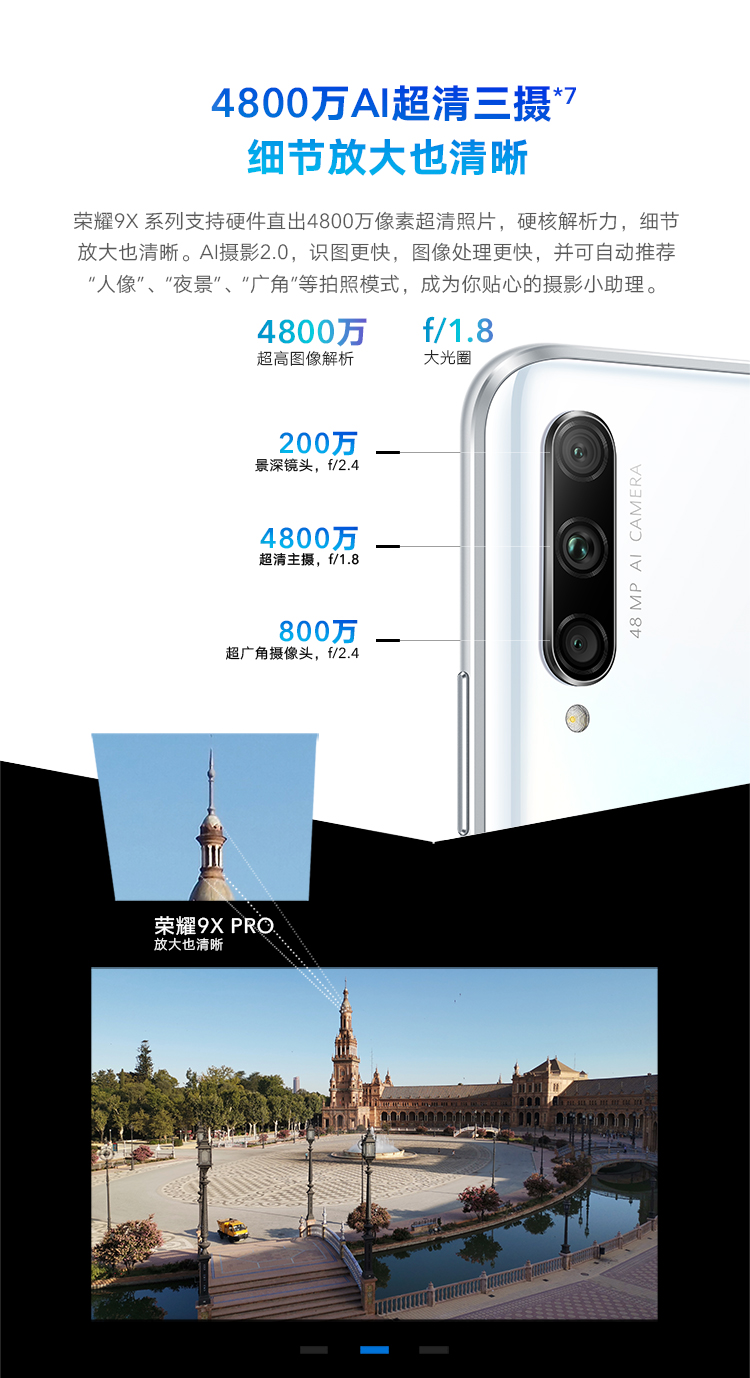 4800万AI超清三摄*7
细节放大也清晰
荣耀9X 系列支持硬件直出4800万像素超清照片，硬核解析力，细节
放大也清晰。AI摄影2.0，识图更快，图像处理更快，并可自动推荐
“人像”、“夜景”、“广角”等拍照模式，成为你贴心的摄影小助理。
4800万
超高图像解析
f/1.8
大光圈
200万
景深镜头，f/2.4
4800万
超清主摄，f/1.8
800万
超广角摄像头，f/2.4
48 MP AI CAMERA
荣耀9X PRO
放大也清晰